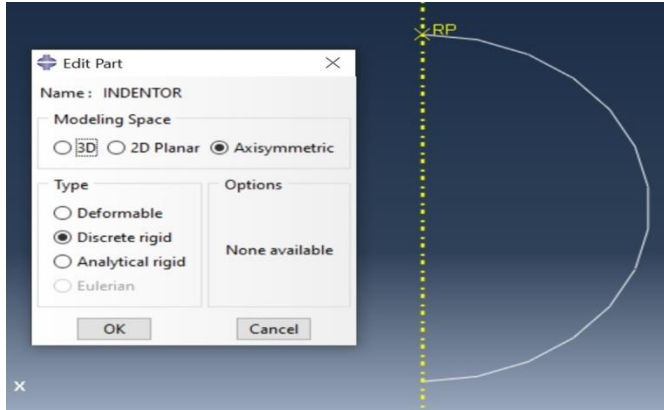 RP
Edit Part
Name: INDENTOR
Modeling Space
3D 2D Planar Axisymmetric
Type
Options
Deformable
Discrete rigid
Analytical rigid
Eulerian
None available
OK Cancel
X